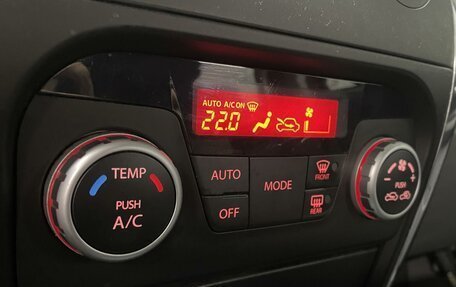 AUTO A/C ON
22.0
TEMP
PUSH
A/C
AUTO
OFF
MODE
FRONT
REAR
- +
PUSH